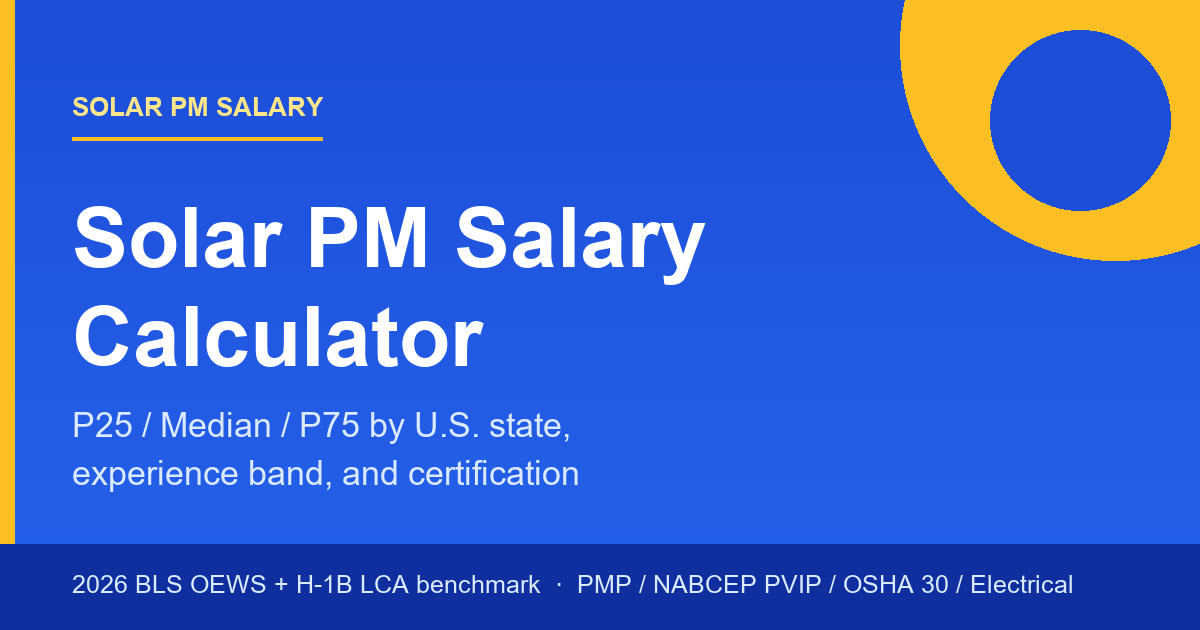 SOLAR PM SALARY
Solar PM Salary
Calculator
P25 / Median / P75 by U.S. state,
experience band, and certification
2026 BLS OEWS + H-1B LCA benchmark · PMP / NABCEP PVIP / OSHA 30 / Electrical